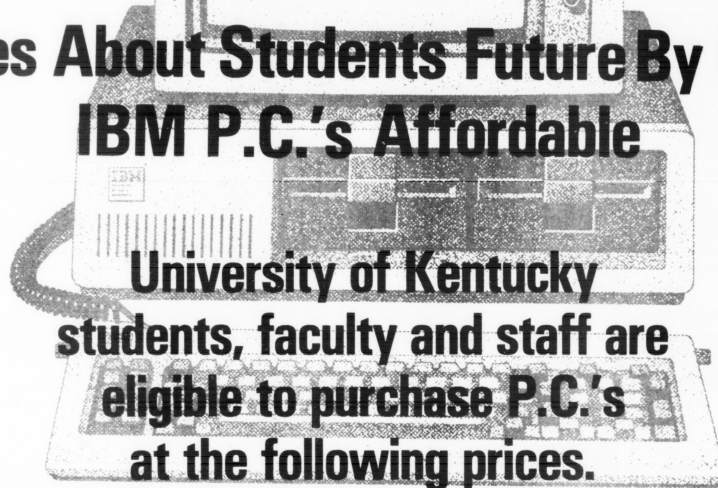 es About Students Future By
IBM P.C.'s Affordable
IBM
University of Kentucky
students, faculty and staff are
eligible to purchase P.C.'s
at the following prices.